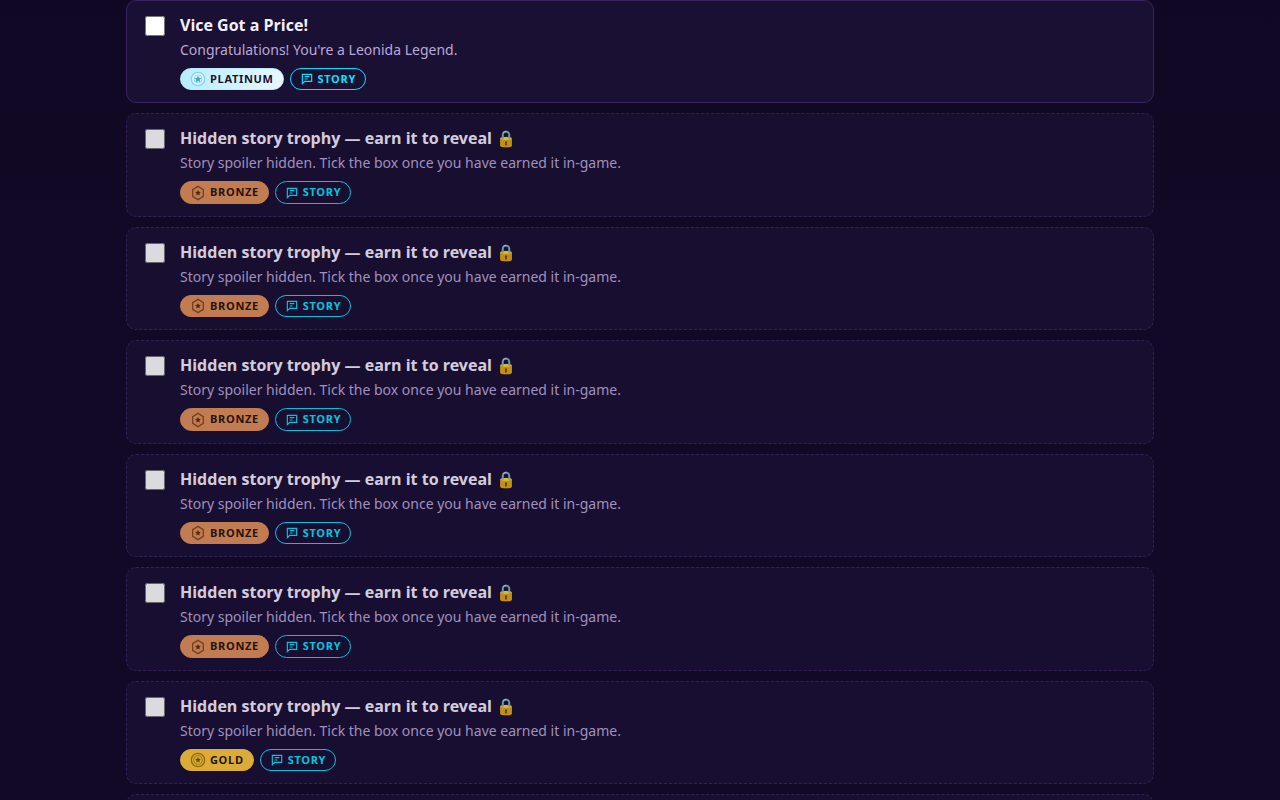 Vice Got a Price!
Congratulations! You're a Leonida Legend.
PLATINUM STORY
Hidden story trophy — earn it to reveal 🔒
Story spoiler hidden. Tick the box once you have earned it in-game.
BRONZE STORY
Hidden story trophy — earn it to reveal 🔒
Story spoiler hidden. Tick the box once you have earned it in-game.
BRONZE STORY
Hidden story trophy — earn it to reveal 🔒
Story spoiler hidden. Tick the box once you have earned it in-game.
BRONZE STORY
Hidden story trophy — earn it to reveal 🔒
Story spoiler hidden. Tick the box once you have earned it in-game.
BRONZE STORY
Hidden story trophy — earn it to reveal 🔒
Story spoiler hidden. Tick the box once you have earned it in-game.
BRONZE STORY
Hidden story trophy — earn it to reveal 🔒
Story spoiler hidden. Tick the box once you have earned it in-game.
GOLD STORY